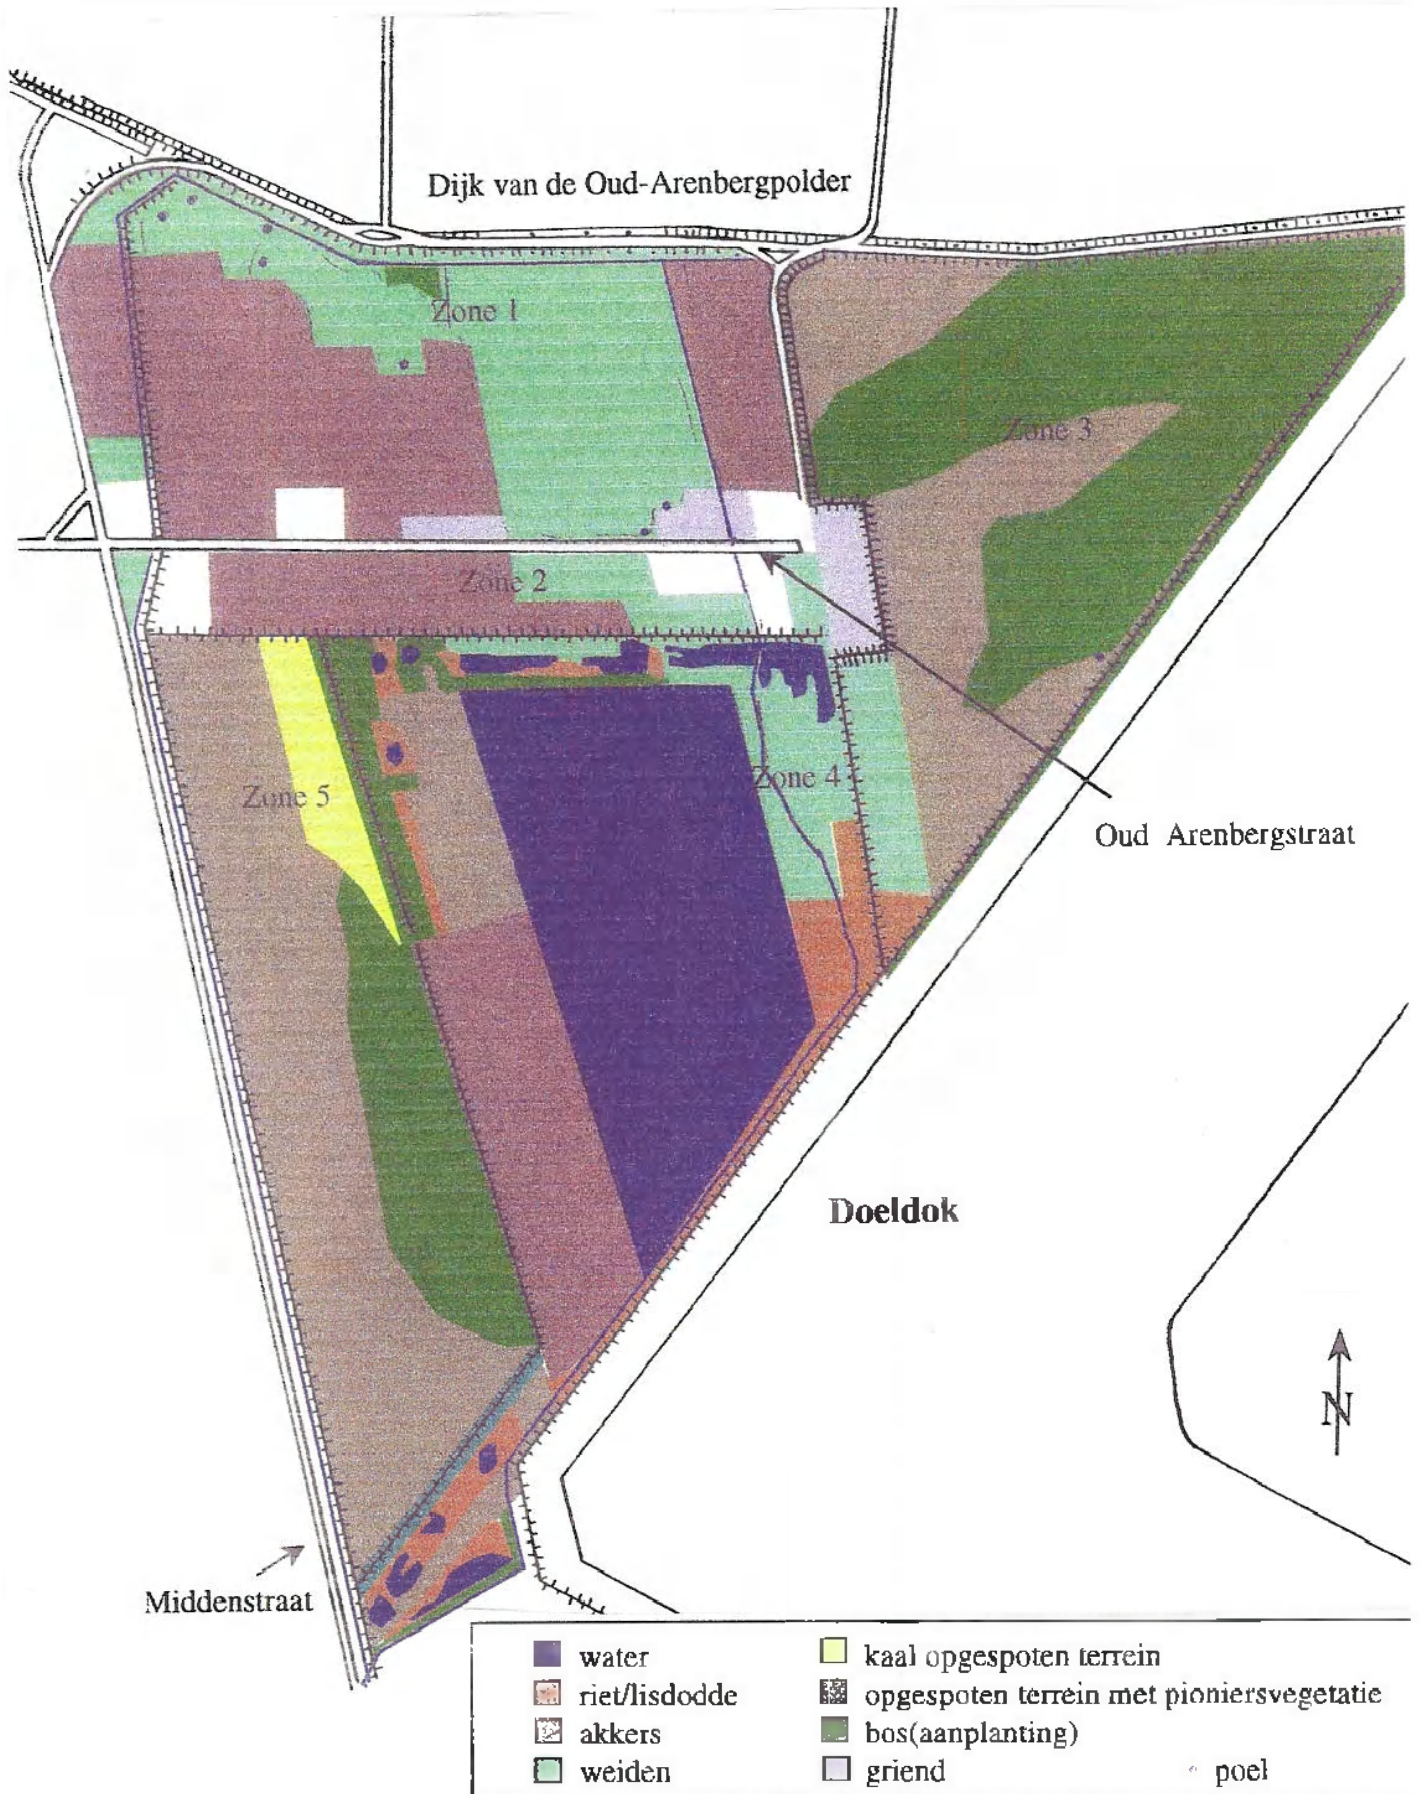 Dijk van de Oud-Arenbergpolder
Zone 1
Zone 3
Zone 2
Zone 4
Zone 5
Oud Arenbergstraat
Doeldok
N
Middenstraat
water
riet/lisdodde
akkers
weiden
kaal opgespoten terrein
opgespoten terrein met pioniersvegetatie
bos(aanplanting)
griend
poel